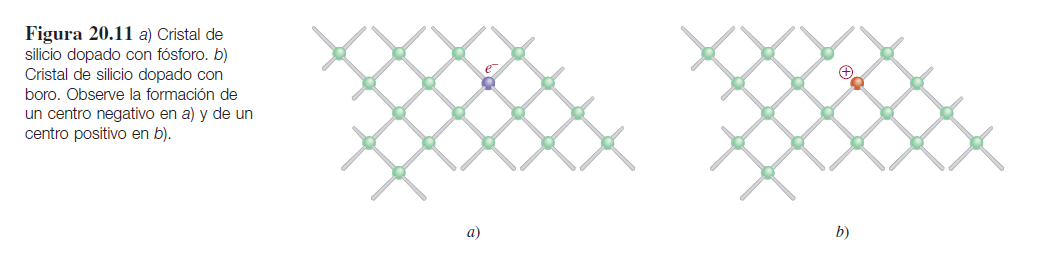 Figura 20.11 a) Cristal de
silicio dopado con fósforo. b)
Cristal de silicio dopado con
boro. Observe la formación de
un centro negativo en a) y de un
centro positivo en b).
e⁻
+
a)
b)